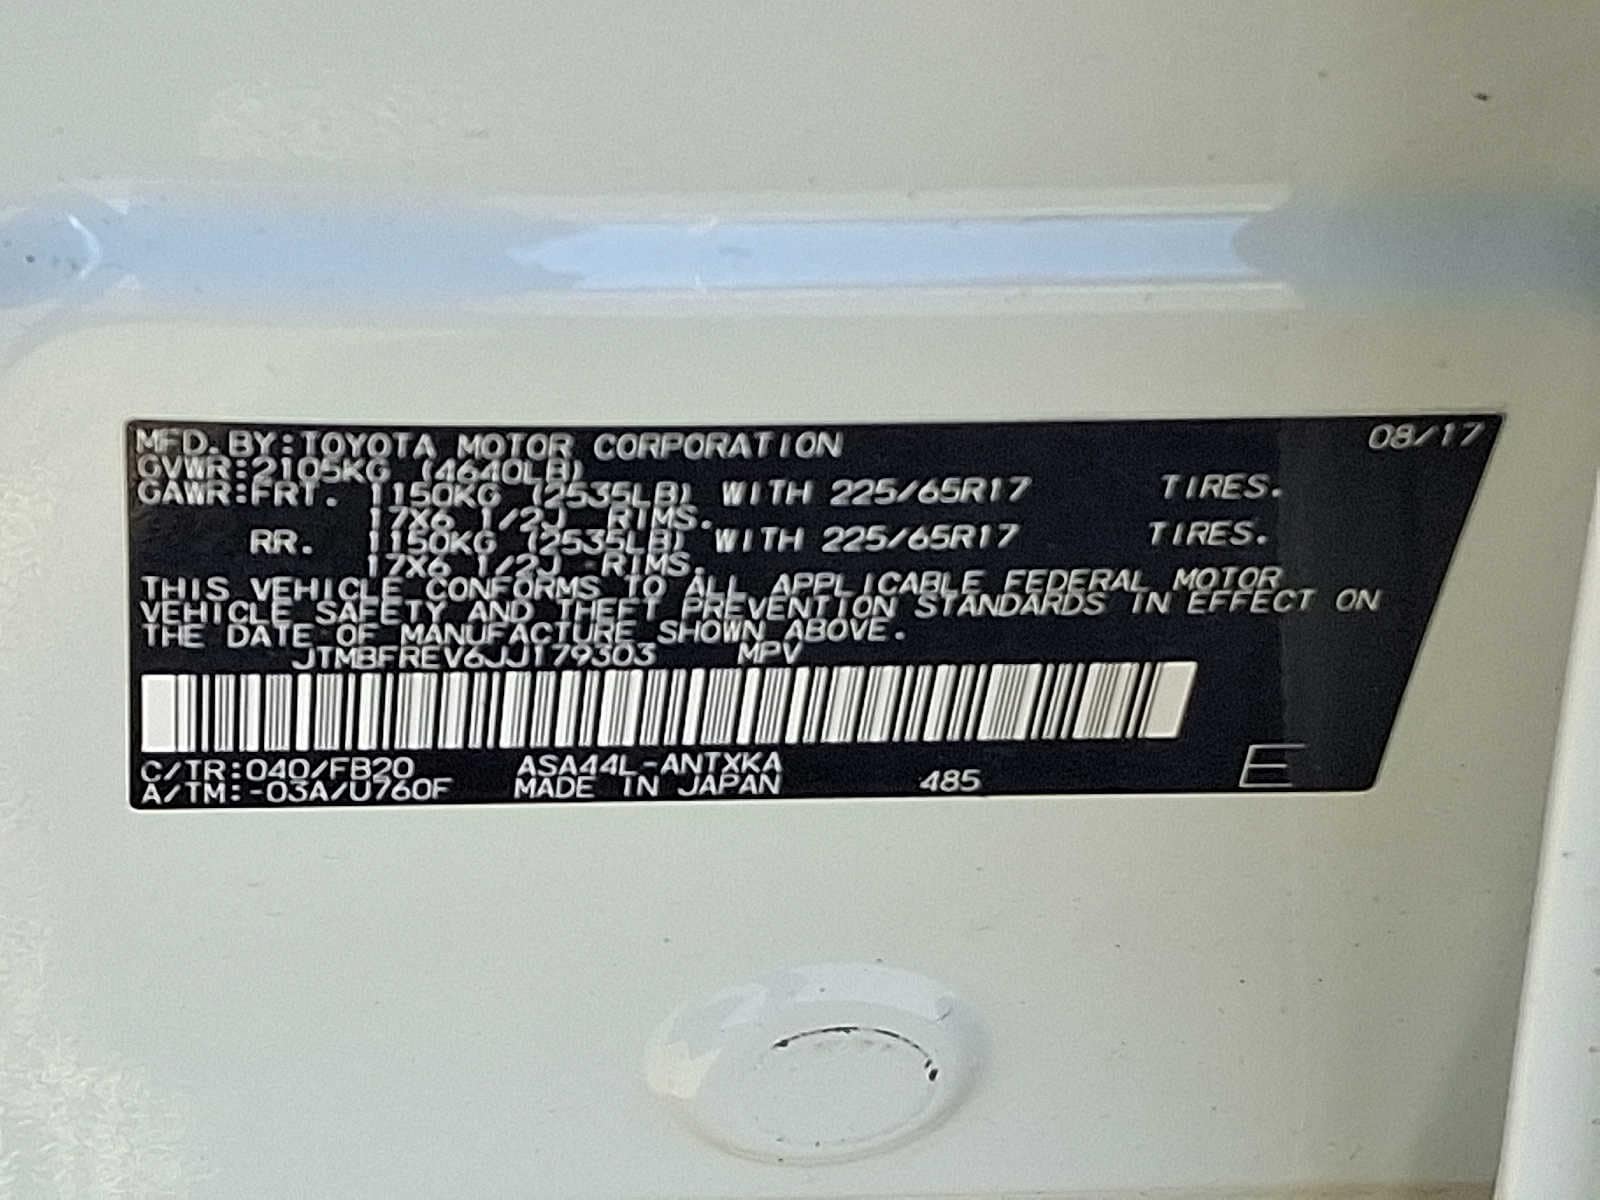 MFD. BY: TOYOTA MOTOR CORPORATION 08/17
GVWR: 2105KG (4640LB)
GAWR: FRT. 1150KG (2535LB) WITH 225/65R17 TIRES.
17X6 1/2J RIMS.
RR. 1150KG (2535LB) WITH 225/65R17 TIRES.
17X6 1/2J RIMS.
THIS VEHICLE CONFORMS TO ALL APPLICABLE FEDERAL MOTOR
VEHICLE SAFETY AND THEFT PREVENTION STANDARDS IN EFFECT ON
THE DATE OF MANUFACTURE SHOWN ABOVE.
JTMBFREV6JJ179303 MPV
C/TR: 040/FB20 ASA44L-ANTXKA
A/TM: -03A/U760F MADE IN JAPAN 485 E